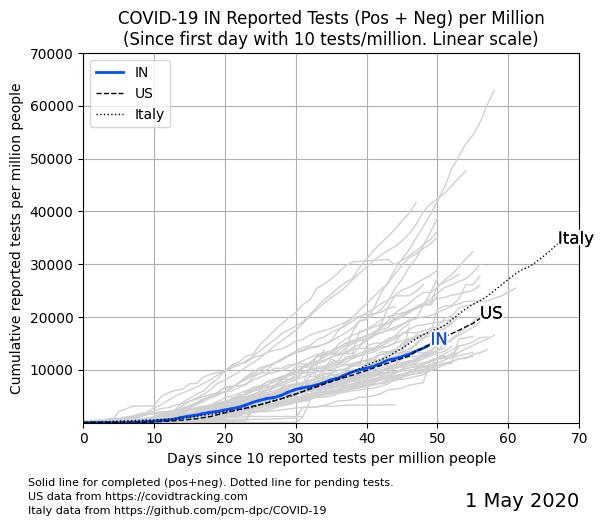 COVID-19 IN Reported Tests (Pos + Neg) per Million
(Since first day with 10 tests/million. Linear scale)
Cumulative reported tests per million people
70000
60000
50000
40000
30000
20000
10000
IN
US
Italy
Italy
US
IN
0 10 20 30 40 50 60 70
Days since 10 reported tests per million people
Solid line for completed (pos+neg). Dotted line for pending tests.
US data from https://covidtracking.com
Italy data from https://github.com/pcm-dpc/COVID-19
1 May 2020